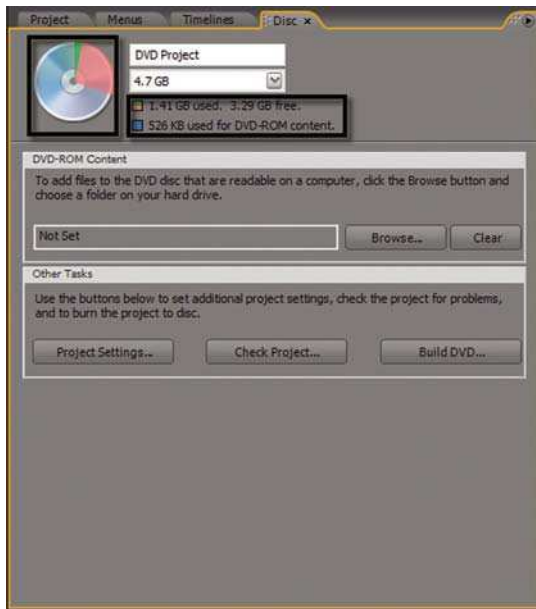 Project Menus Timelines Disc x
DVD Project
4.7 GB
1.41 GB used. 3.29 GB free.
526 KB used for DVD-ROM content.
DVD-ROM Content
To add files to the DVD disc that are readable on a computer, click the Browse button and
choose a folder on your hard drive.
Not Set Browse... Clear
Other Tasks
Use the buttons below to set additional project settings, check the project for problems,
and to burn the project to disc.
Project Settings... Check Project... Build DVD...